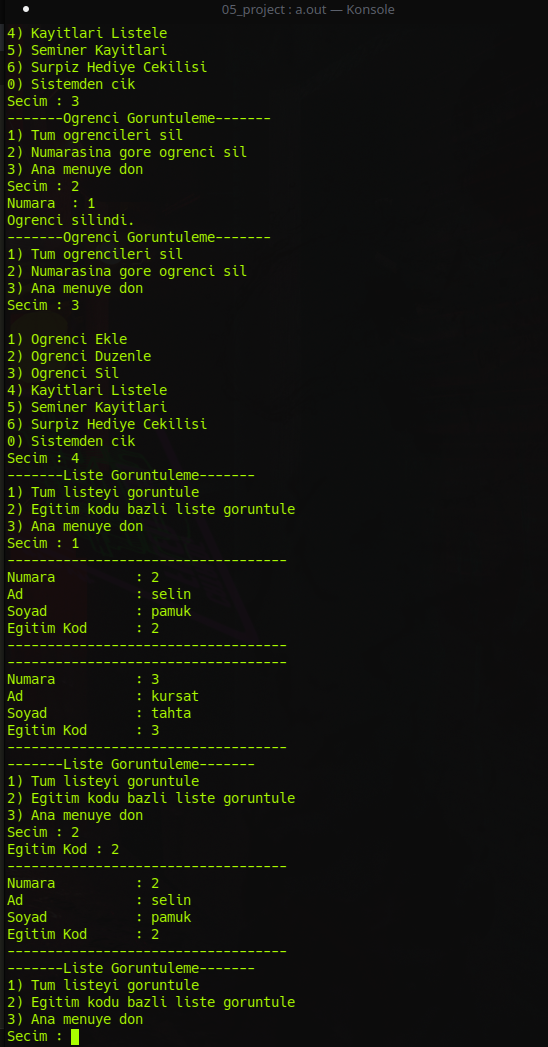 05_project : a.out — Konsole
4) Kayitlari Listele
5) Seminer Kayitlari
6) Surpiz Hediye Cekilisi
0) Sistemden cik
Secim : 3
-------Ogrenci Goruntuleme-------
1) Tum ogrencileri sil
2) Numarasina gore ogrenci sil
3) Ana menuye don
Secim : 2
Numara  : 1
Ogrenci silindi.
-------Ogrenci Goruntuleme-------
1) Tum ogrencileri sil
2) Numarasina gore ogrenci sil
3) Ana menuye don
Secim : 3

1) Ogrenci Ekle
2) Ogrenci Duzenle
3) Ogrenci Sil
4) Kayitlari Listele
5) Seminer Kayitlari
6) Surpiz Hediye Cekilisi
0) Sistemden cik
Secim : 4
-------Liste Goruntuleme-------
1) Tum listeyi goruntule
2) Egitim kodu bazli liste goruntule
3) Ana menuye don
Secim : 1
-----------------------------------
Numara          : 2
Ad              : selin
Soyad           : pamuk
Egitim Kod      : 2
-----------------------------------
-----------------------------------
Numara          : 3
Ad              : kursat
Soyad           : tahta
Egitim Kod      : 3
-----------------------------------
-------Liste Goruntuleme-------
1) Tum listeyi goruntule
2) Egitim kodu bazli liste goruntule
3) Ana menuye don
Secim : 2
Egitim Kod : 2
-----------------------------------
Numara          : 2
Ad              : selin
Soyad           : pamuk
Egitim Kod      : 2
-----------------------------------
-------Liste Goruntuleme-------
1) Tum listeyi goruntule
2) Egitim kodu bazli liste goruntule
3) Ana menuye don
Secim :